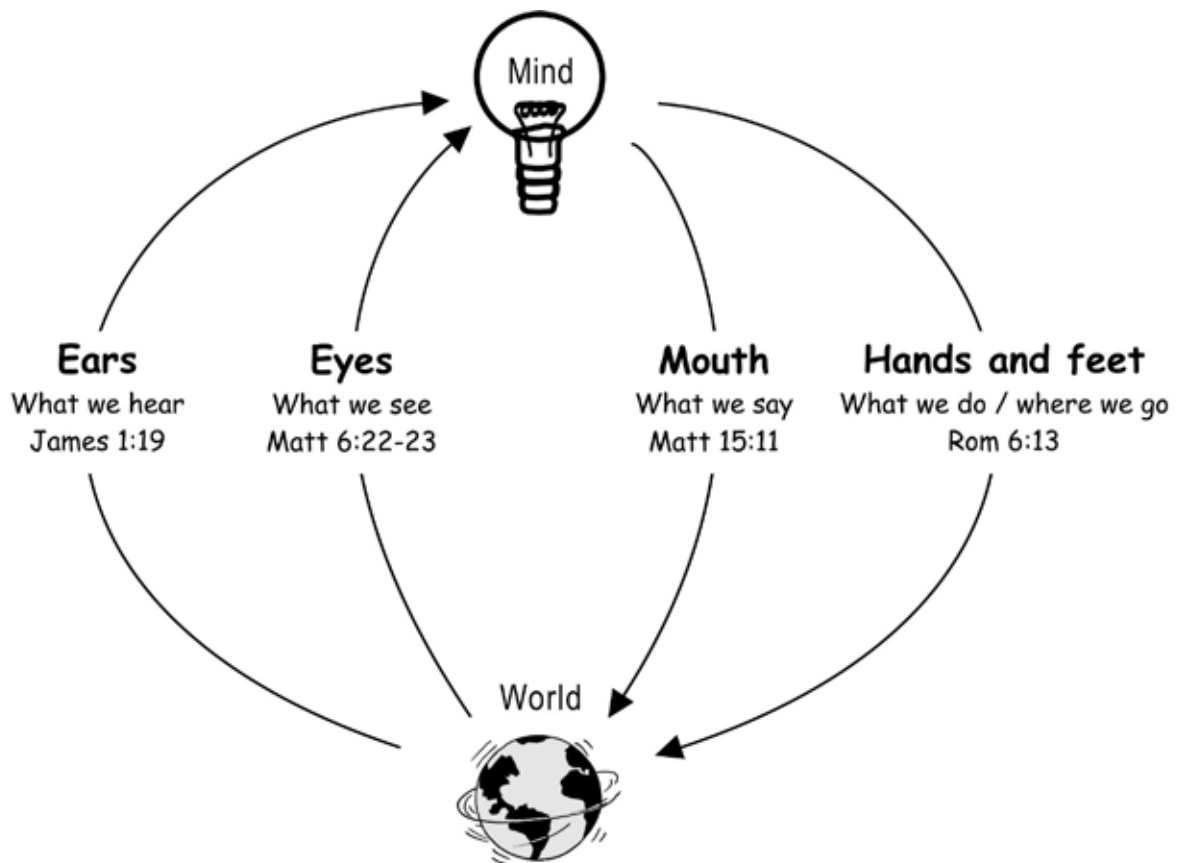 Mind
Ears
What we hear
James 1:19
Eyes
What we see
Matt 6:22-23
Mouth
What we say
Matt 15:11
Hands and feet
What we do / where we go
Rom 6:13
World